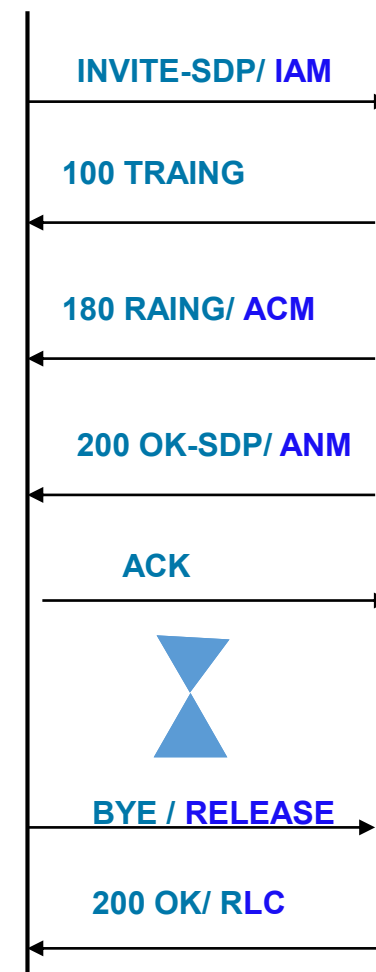 INVITE-SDP/ IAM
100 TRAING
180 RAING/ ACM
200 OK-SDP/ ANM
ACK
BYE / RELEASE
200 OK/ RLC